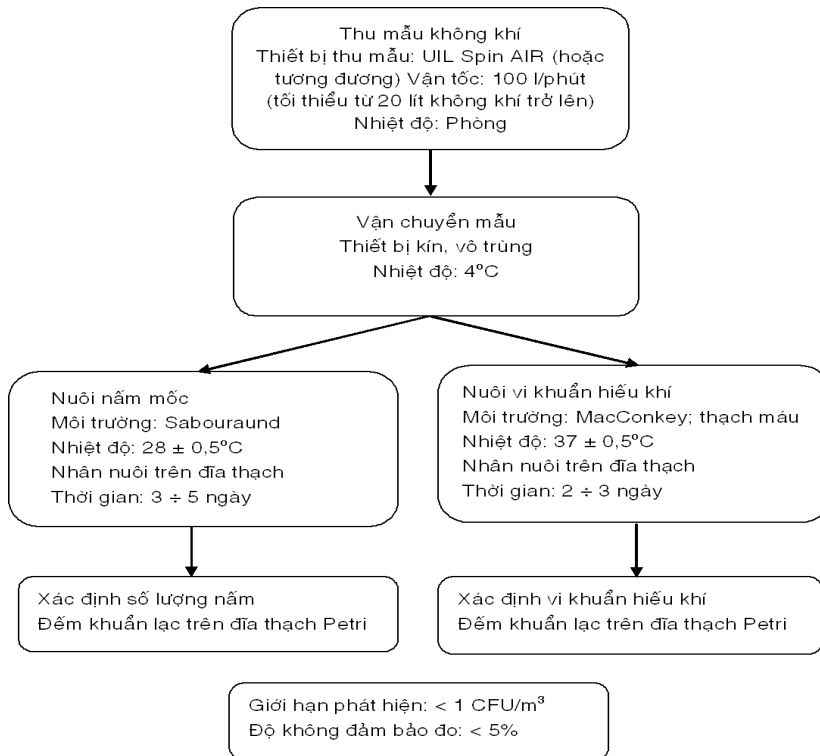 Thu mẫu không khí
Thiết bị thu mẫu: UIL Spin AIR (hoặc
tương đương) Vận tốc: 100 l/phút
(tối thiểu từ 20 lít không khí trở lên)
Nhiệt độ: Phòng
Vận chuyển mẫu
Thiết bị kín, vô trùng
Nhiệt độ: 4°C
Nuôi nấm mốc
Môi trường: Sabouraund
Nhiệt độ: 28 ± 0,5°C
Nhân nuôi trên đĩa thạch
Thời gian: 3 ÷ 5 ngày
Nuôi vi khuẩn hiếu khí
Môi trường: MacConkey; thạch máu
Nhiệt độ: 37 ± 0,5°C
Nhân nuôi trên đĩa thạch
Thời gian: 2 ÷ 3 ngày
Xác định số lượng nấm
Đếm khuẩn lạc trên đĩa thạch Petri
Xác định vi khuẩn hiếu khí
Đếm khuẩn lạc trên đĩa thạch Petri
Giới hạn phát hiện: < 1 CFU/m³
Độ không đảm bảo đo: < 5%